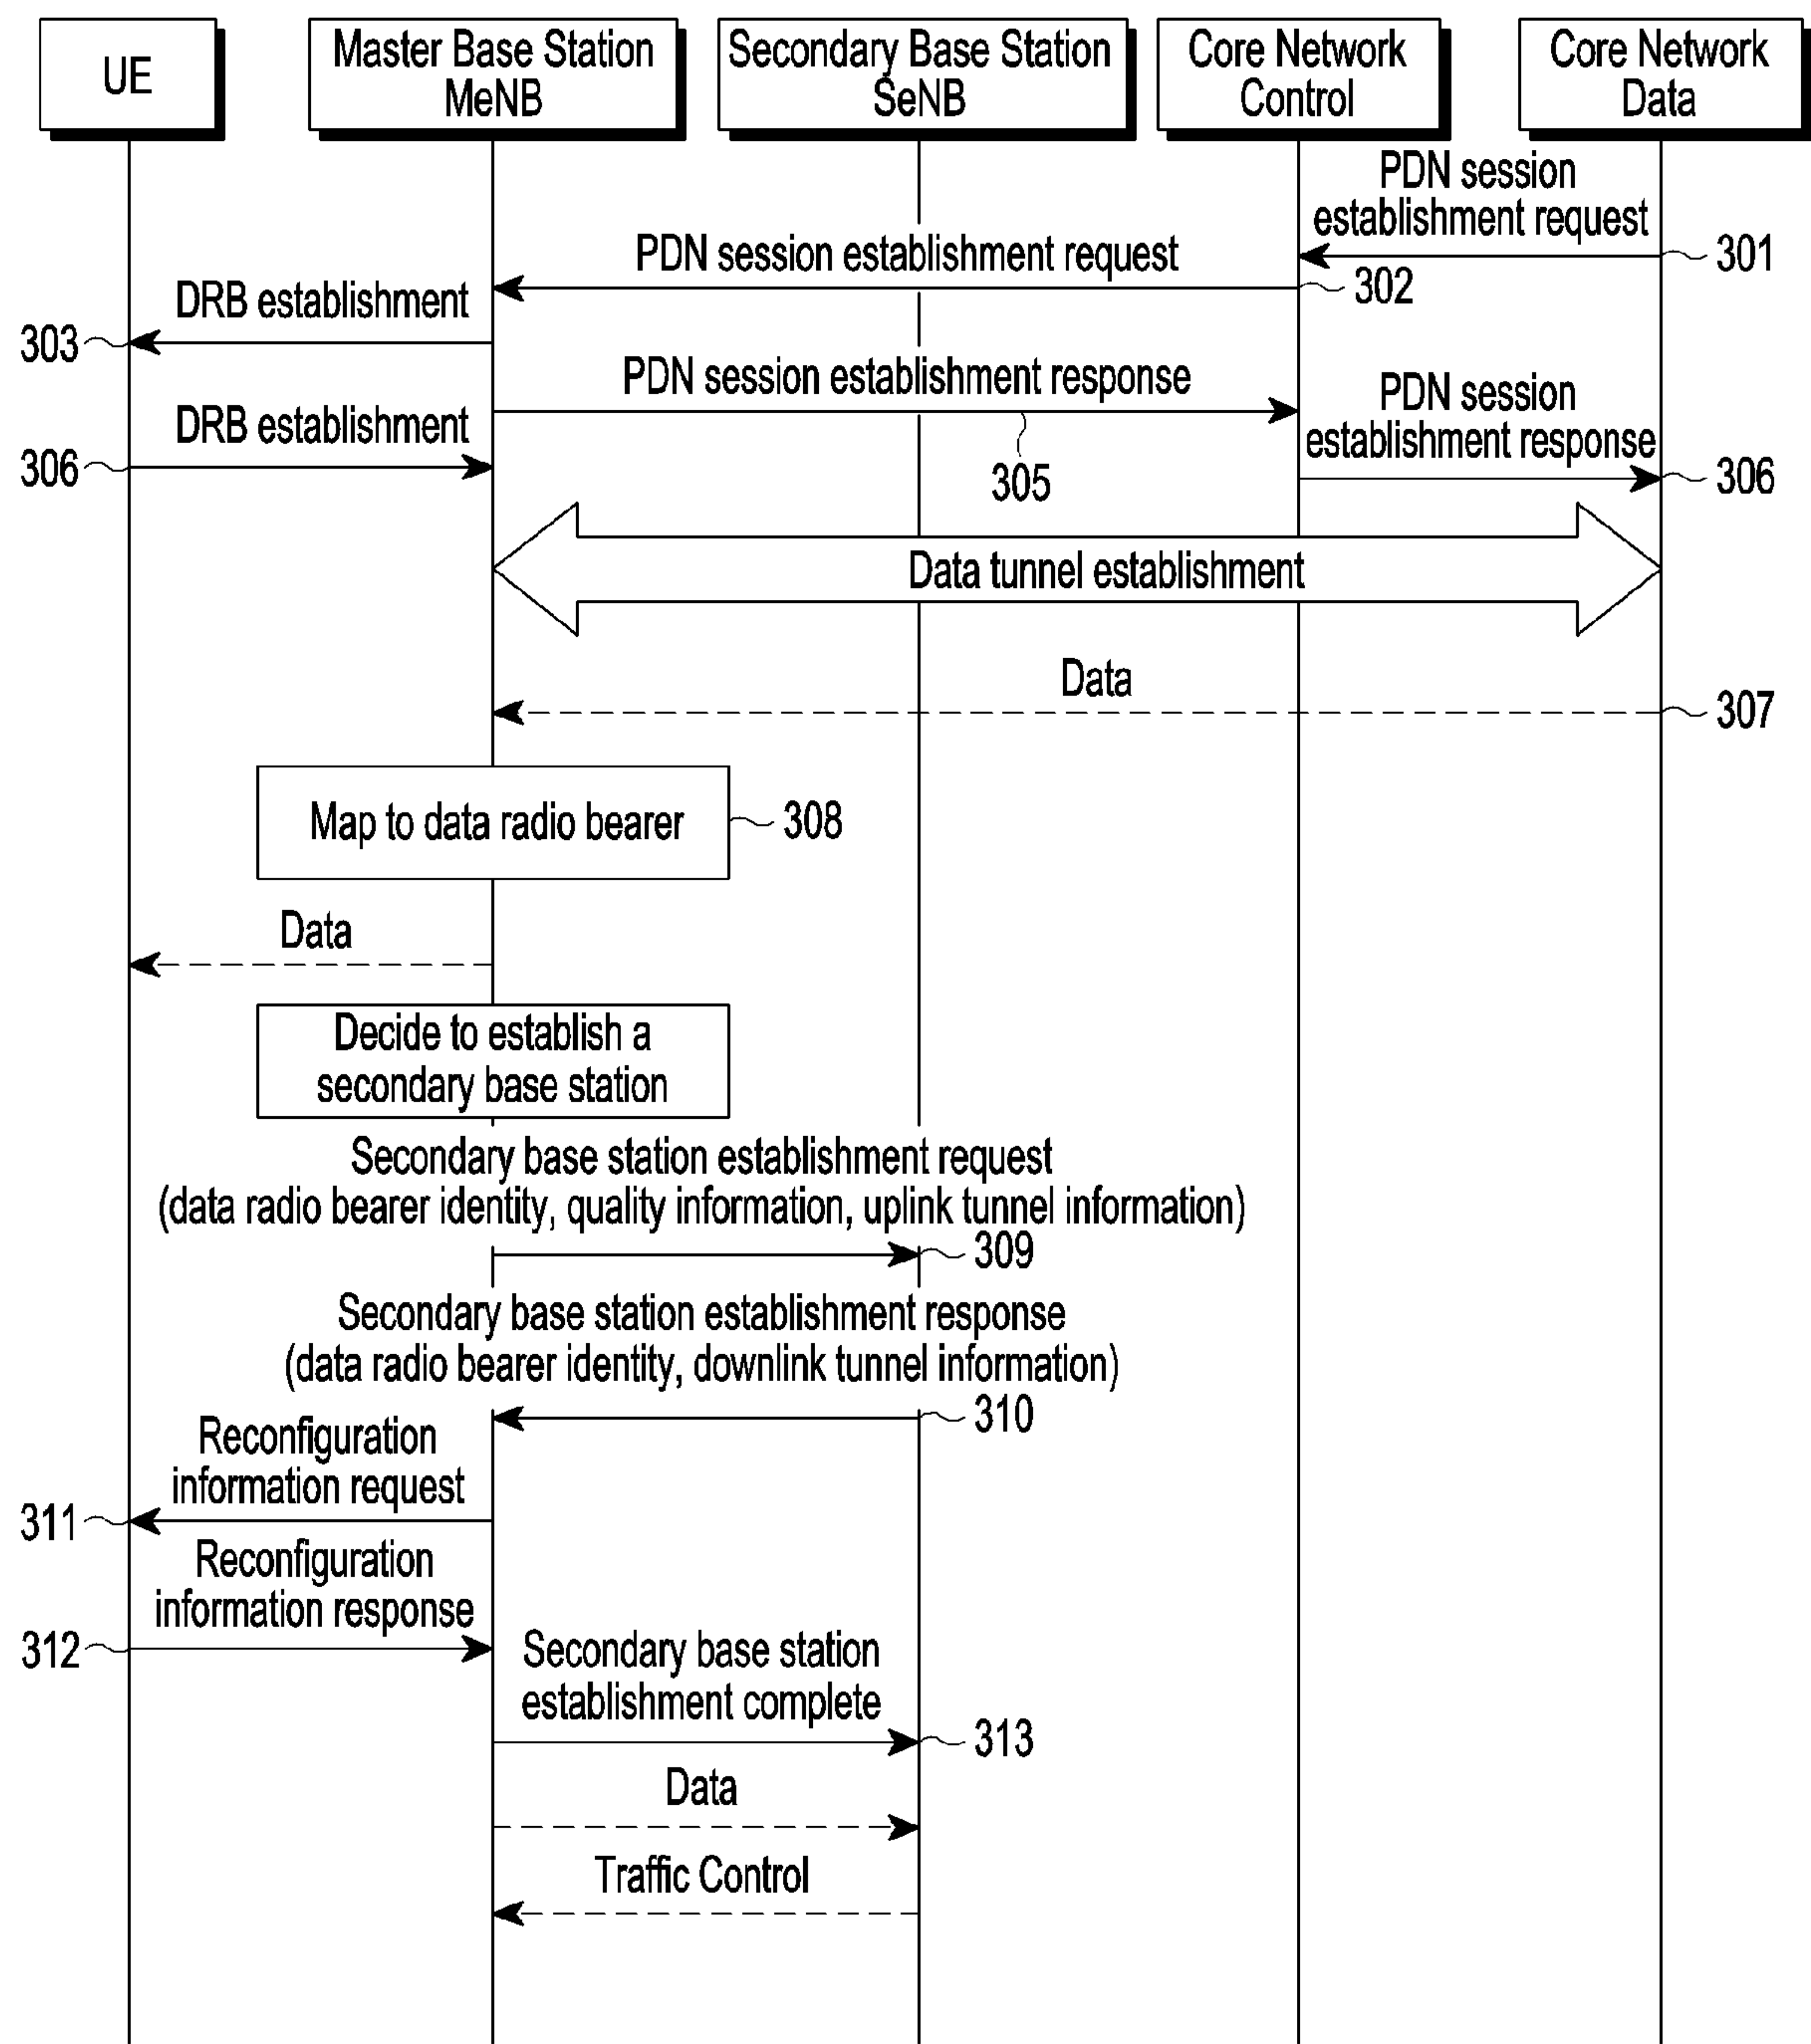 UE
Master Base Station
MeNB
Secondary Base Station
SeNB
Core Network
Control
Core Network
Data
PDN session
establishment request
301
PDN session establishment request
302
DRB establishment
303
PDN session establishment response
305
DRB establishment
306
PDN session
establishment response
306
Data tunnel establishment
Data
307
Map to data radio bearer
308
Data
Decide to establish a
secondary base station
Secondary base station establishment request
(data radio bearer identity, quality information, uplink tunnel information)
309
Secondary base station establishment response
(data radio bearer identity, downlink tunnel information)
310
Reconfiguration
information request
311
Reconfiguration
information response
312
Secondary base station
establishment complete
313
Data
Traffic Control